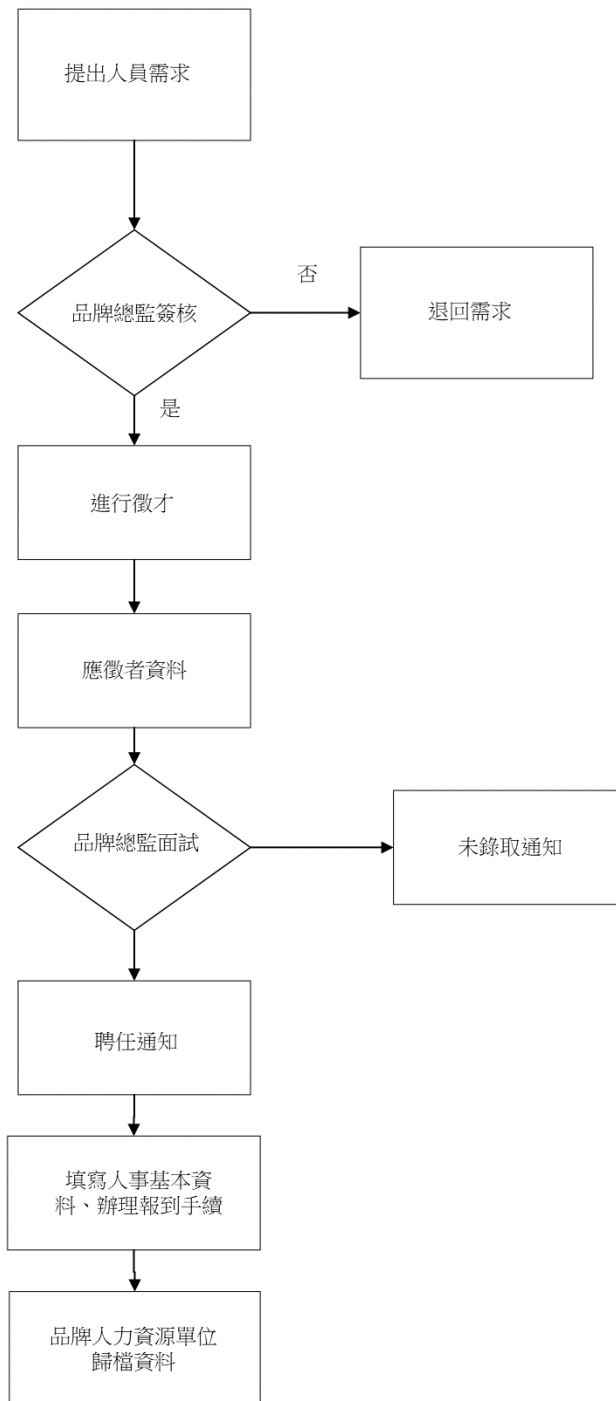 提出人員需求
品牌總監簽核
否
退回需求
是
進行徵才
應徵者資料
品牌總監面試
未錄取通知
聘任通知
填寫人事基本資
料、辦理報到手續
品牌人力資源單位
歸檔資料